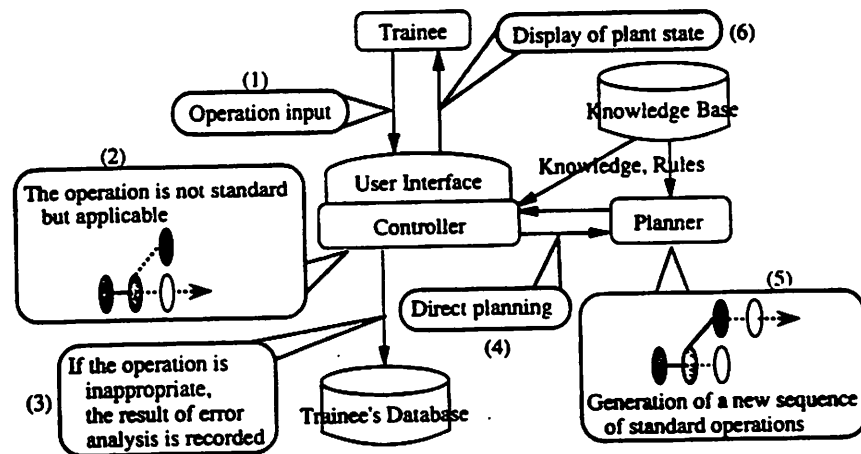 Trainee
Display of plant state
(6)
(1)
Operation input
Knowledge Base
(2)
Knowledge, Rules
The operation is not standard
but applicable
User Interface
Controller
Planner
(5)
Direct planning
(4)
(3)
If the operation is
inappropriate,
the result of error
analysis is recorded
Trainee's Database
Generation of a new sequence
of standard operations